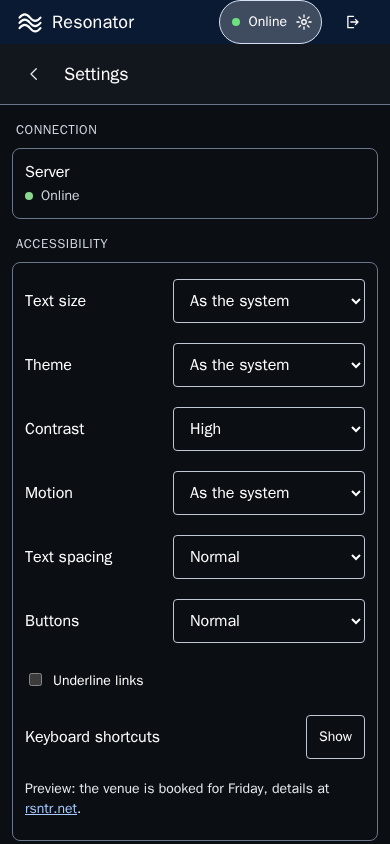 Resonator
Online
Settings
CONNECTION
Server
Online
ACCESSIBILITY
Text size
As the system
Theme
As the system
Contrast
High
Motion
As the system
Text spacing
Normal
Buttons
Normal
Underline links
Keyboard shortcuts
Show
Preview: the venue is booked for Friday, details at
rsntr.net.